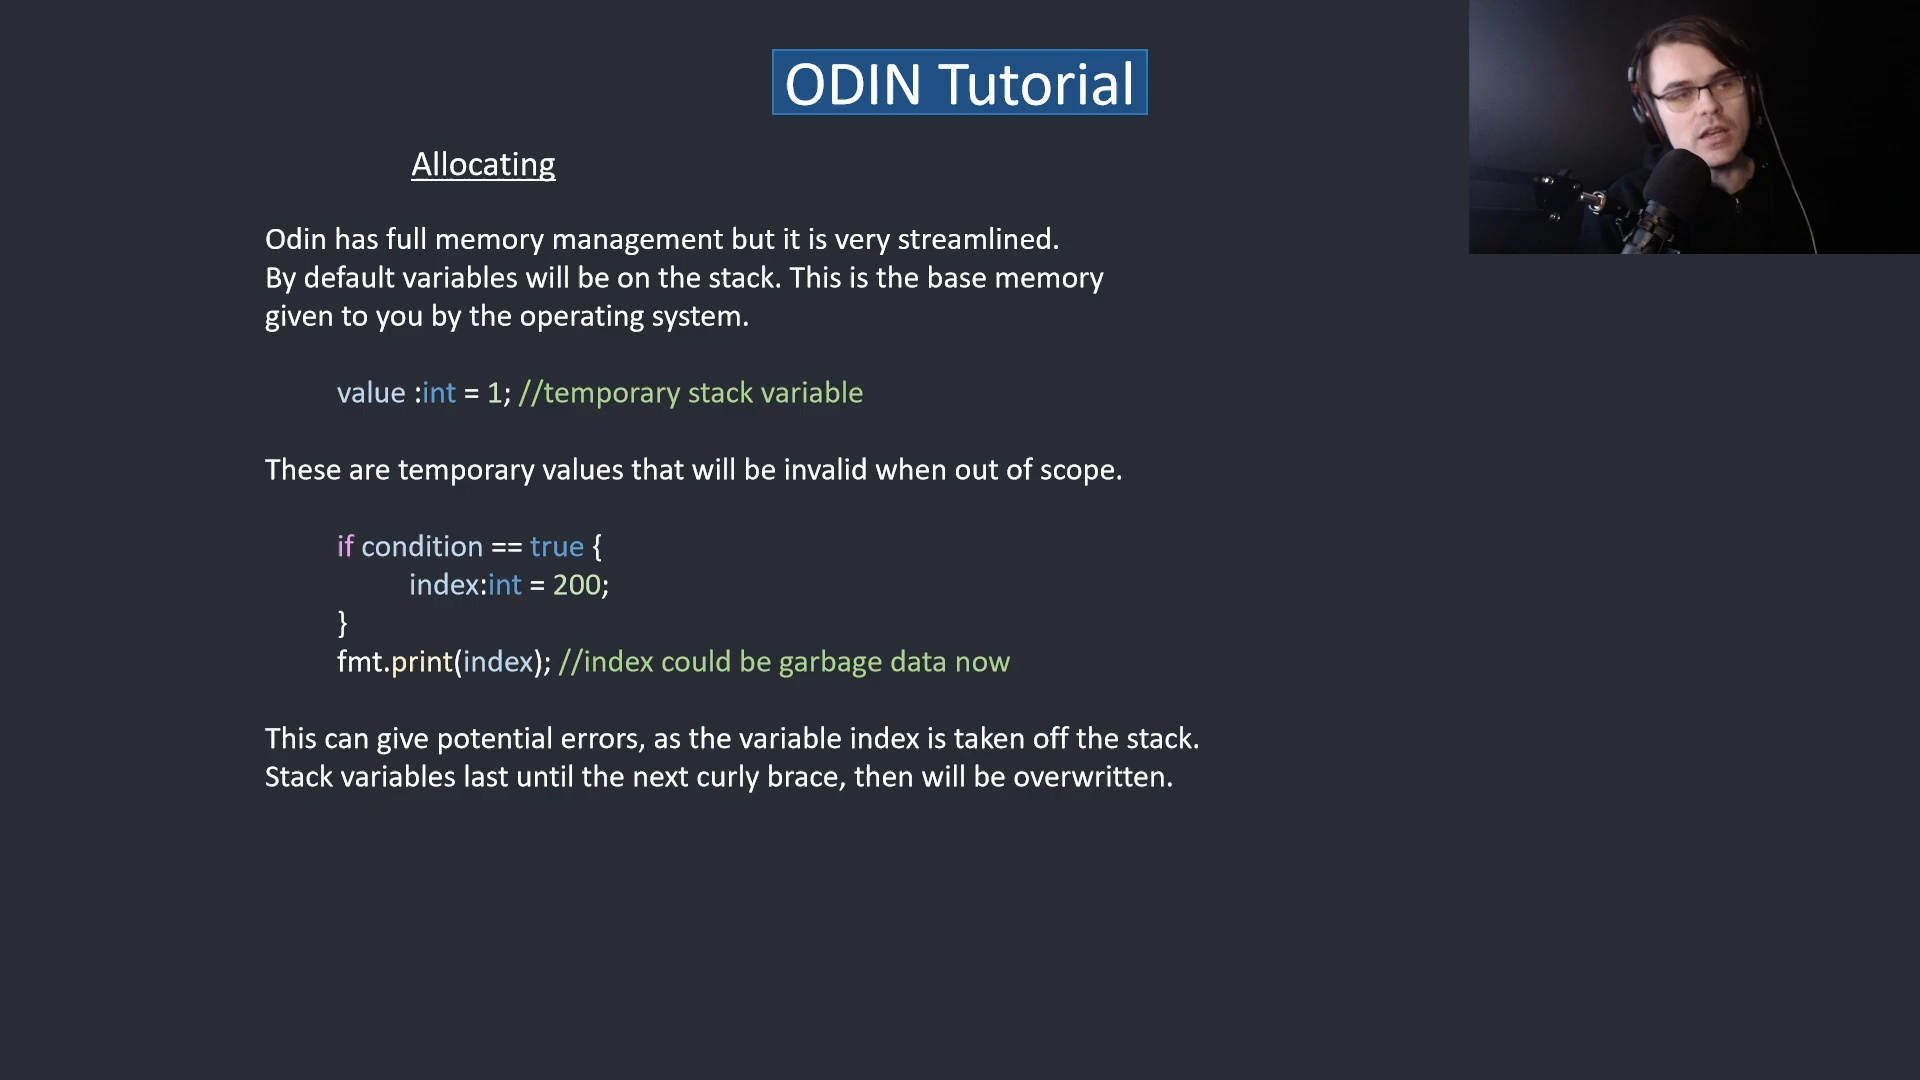 ODIN Tutorial
Allocating
Odin has full memory management but it is very streamlined.
By default variables will be on the stack. This is the base memory
given to you by the operating system.
value :int = 1; //temporary stack variable
These are temporary values that will be invalid when out of scope.
if condition == true {
index:int = 200;
}
fmt.print(index); //index could be garbage data now
This can give potential errors, as the variable index is taken off the stack.
Stack variables last until the next curly brace, then will be overwritten.